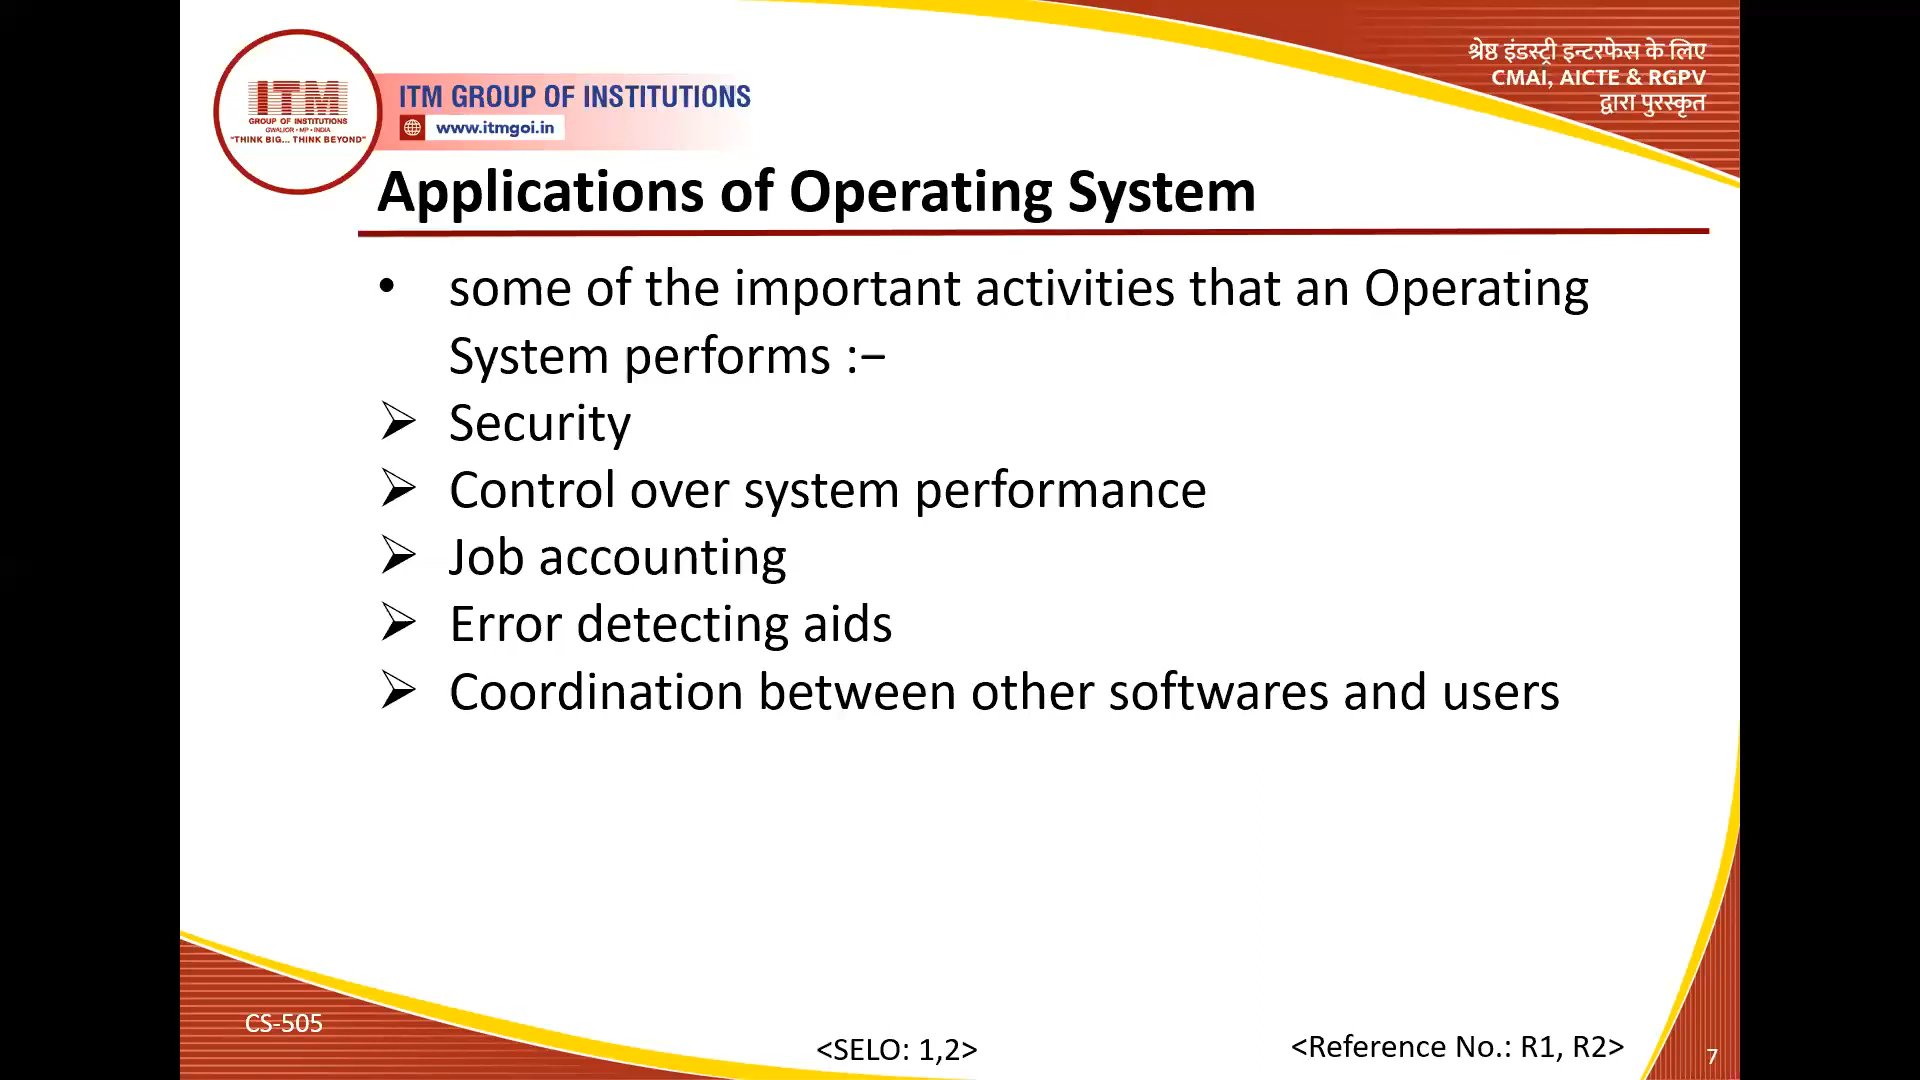 ITM
GROUP OF INSTITUTIONS
GWALIOR • MP • INDIA
"THINK BIG... THINK BEYOND"
ITM GROUP OF INSTITUTIONS
www.itmgoi.in
श्रेष्ठ इंडस्ट्री इन्टरफेस के लिए
CMAI, AICTE & RGPV
द्वारा पुरस्कृत
Applications of Operating System
• some of the important activities that an Operating
System performs :−
➢ Security
➢ Control over system performance
➢ Job accounting
➢ Error detecting aids
➢ Coordination between other softwares and users
CS-505
<SELO: 1,2>
<Reference No.: R1, R2>
7